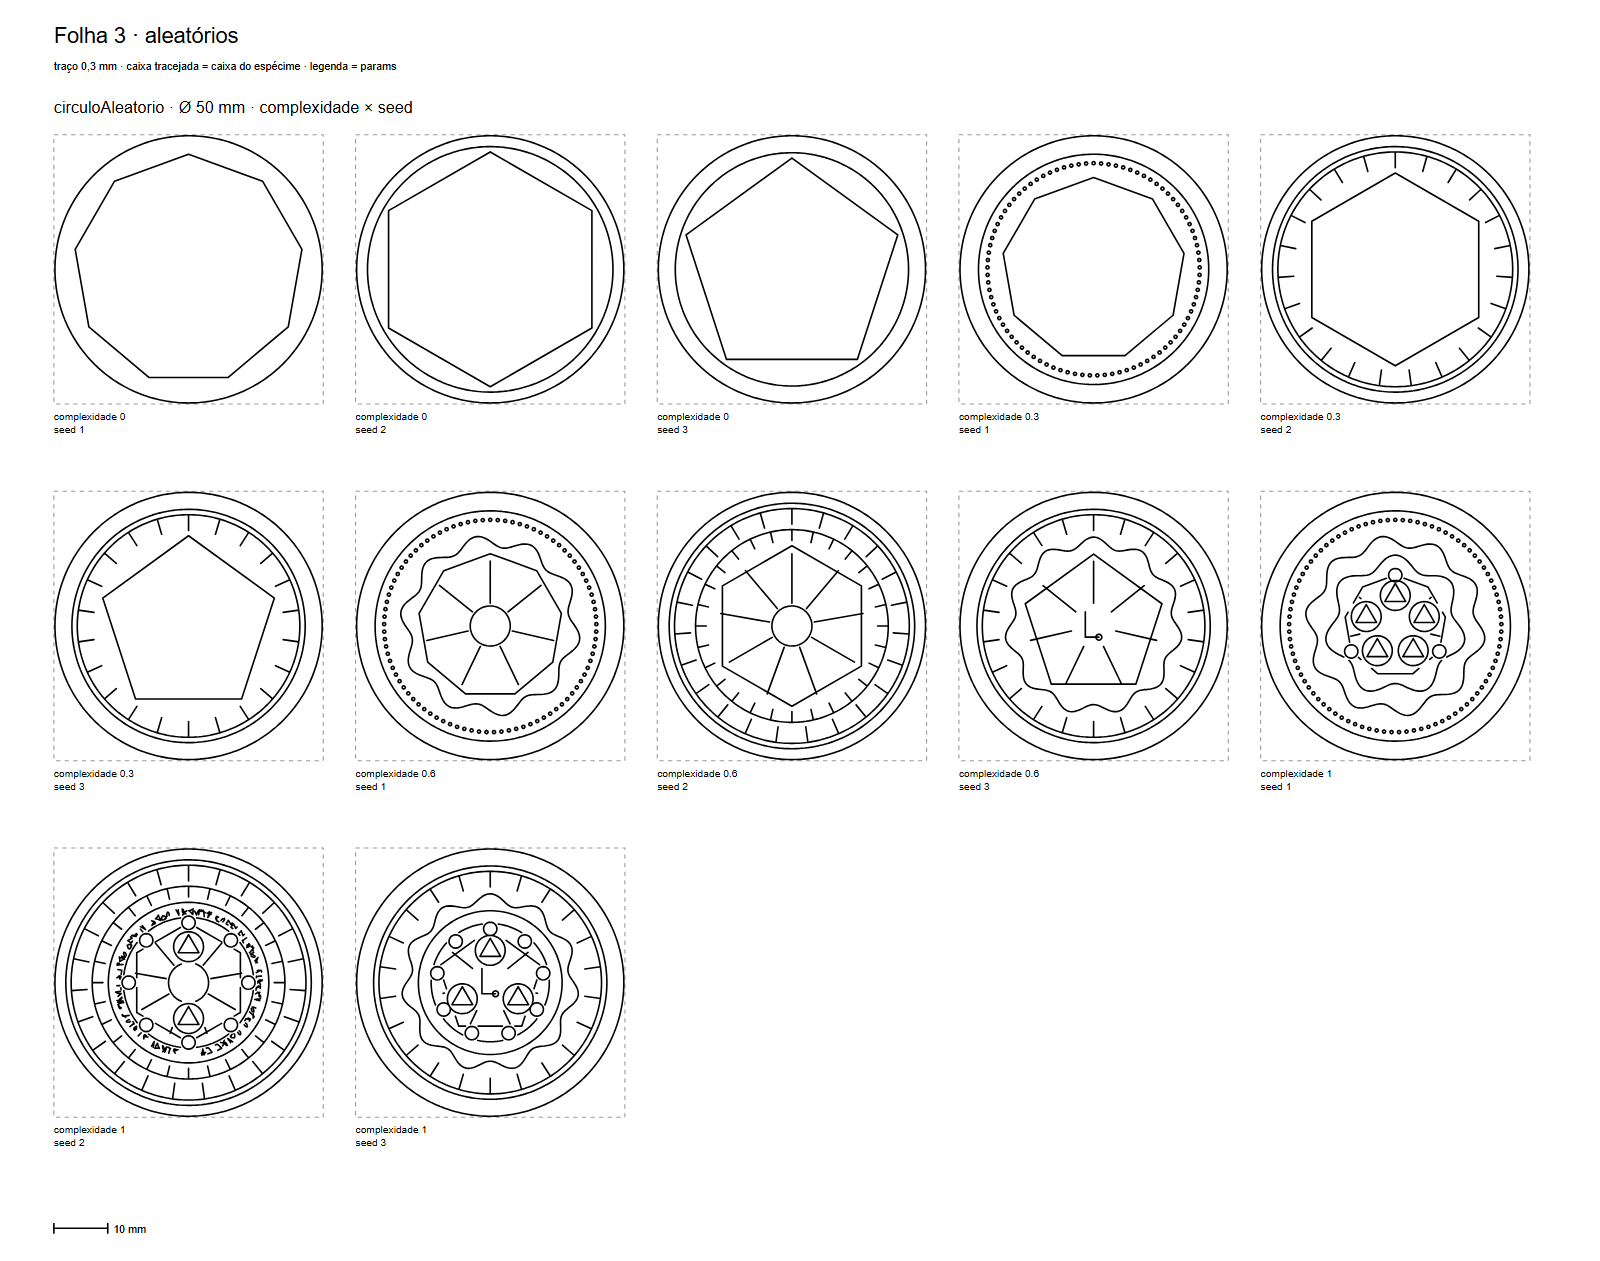 Folha 3 · aleatórios
traço 0,3 mm · caixa tracejada = caixa do espécime · legenda = params
circuloAleatorio · Ø 50 mm · complexidade × seed
complexidade 0
seed 1
complexidade 0
seed 2
complexidade 0
seed 3
complexidade 0.3
seed 1
complexidade 0.3
seed 2
complexidade 0.3
seed 3
complexidade 0.6
seed 1
complexidade 0.6
seed 2
complexidade 0.6
seed 3
complexidade 1
seed 1
complexidade 1
seed 2
complexidade 1
seed 3
10 mm